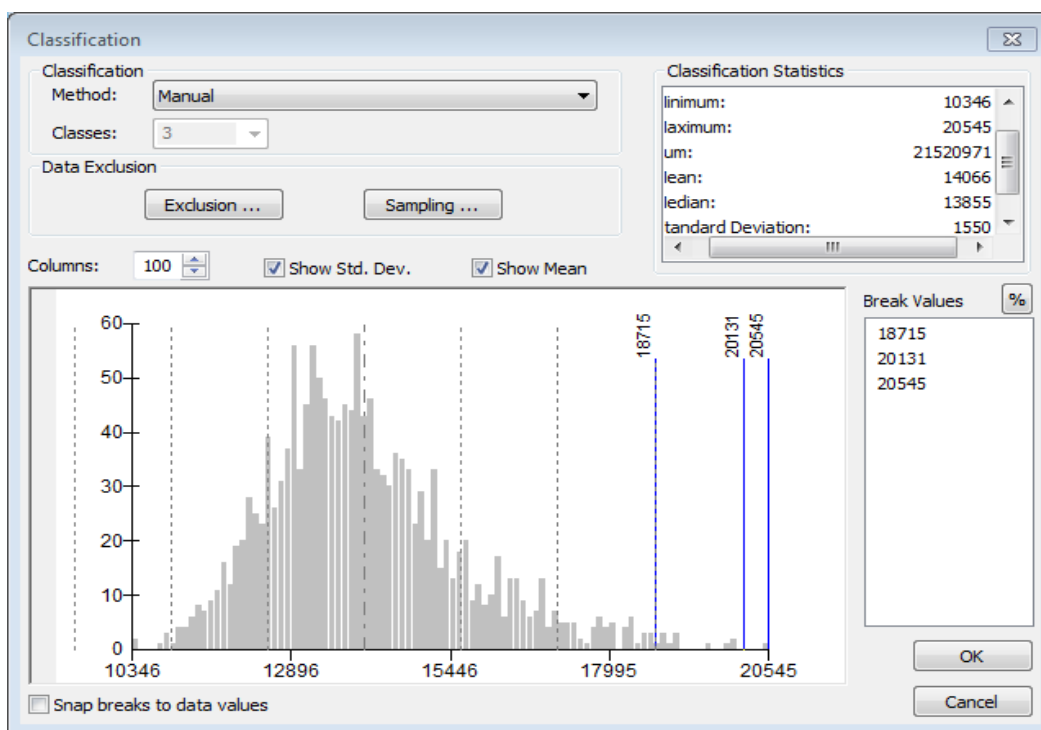 Classification
Classification
Method: Manual
Classes: 3
Data Exclusion
Exclusion ...
Sampling ...
Classification Statistics
linimum: 10346
laximum: 20545
um: 21520971
lean: 14066
ledian: 13855
tandard Deviation: 1550
Columns: 100 Show Std. Dev. Show Mean
Break Values %
18715
20131
20545
18715
20131
20545
60
50
40
30
20
10
0
10346 12896 15446 17995 20545
OK
Snap breaks to data values
Cancel